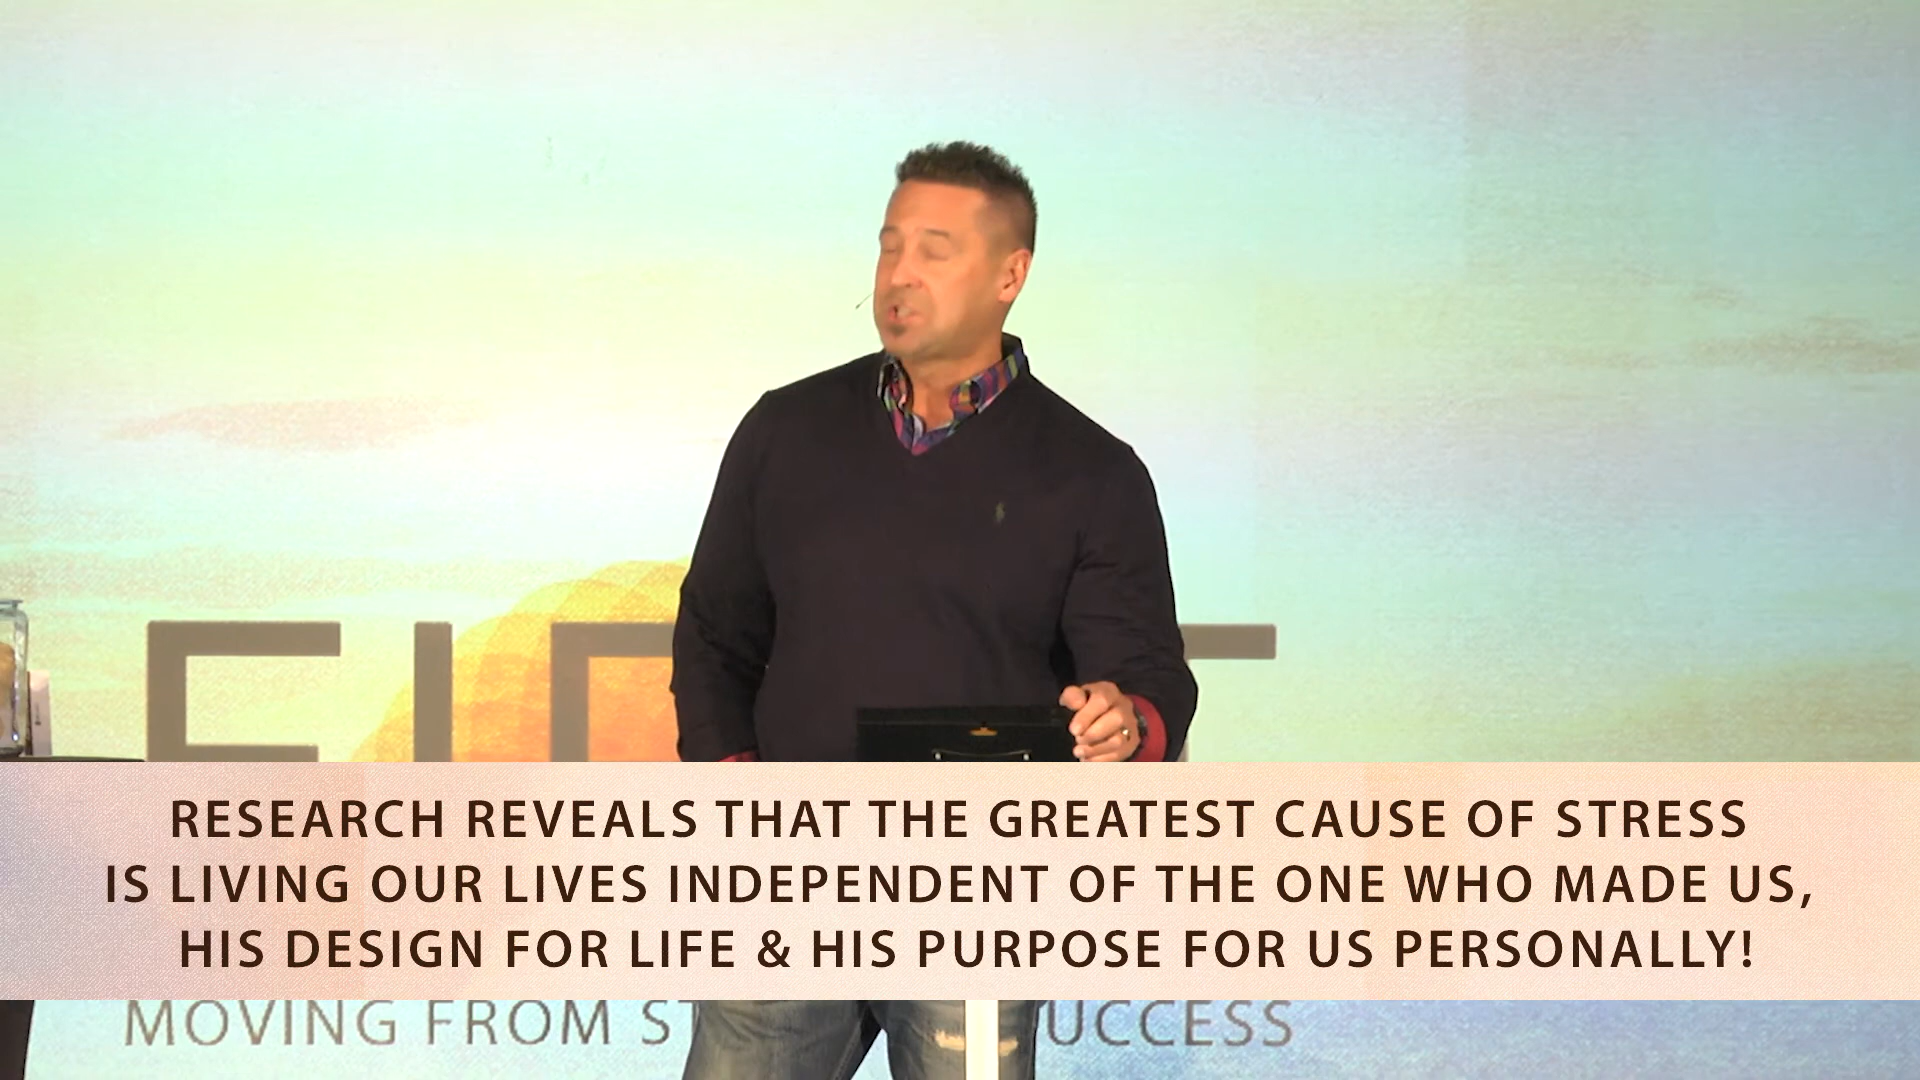 RESEARCH REVEALS THAT THE GREATEST CAUSE OF STRESS
IS LIVING OUR LIVES INDEPENDENT OF THE ONE WHO MADE US,
HIS DESIGN FOR LIFE & HIS PURPOSE FOR US PERSONALLY!
MOVING FROM